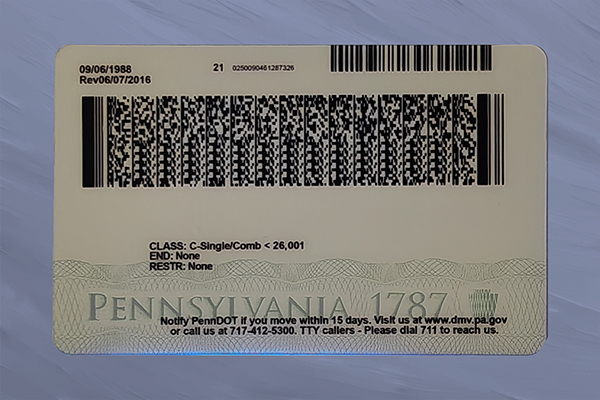 09/06/1988
Rev06/07/2016
21 0250090461287326
CLASS: C-Single/Comb < 26,001
END: None
RESTR: None
PENNSYLVANIA 1787
Notify PennDOT if you move within 15 days. Visit us at www.dmv.pa.gov
or call us at 717-412-5300. TTY callers - Please dial 711 to reach us.